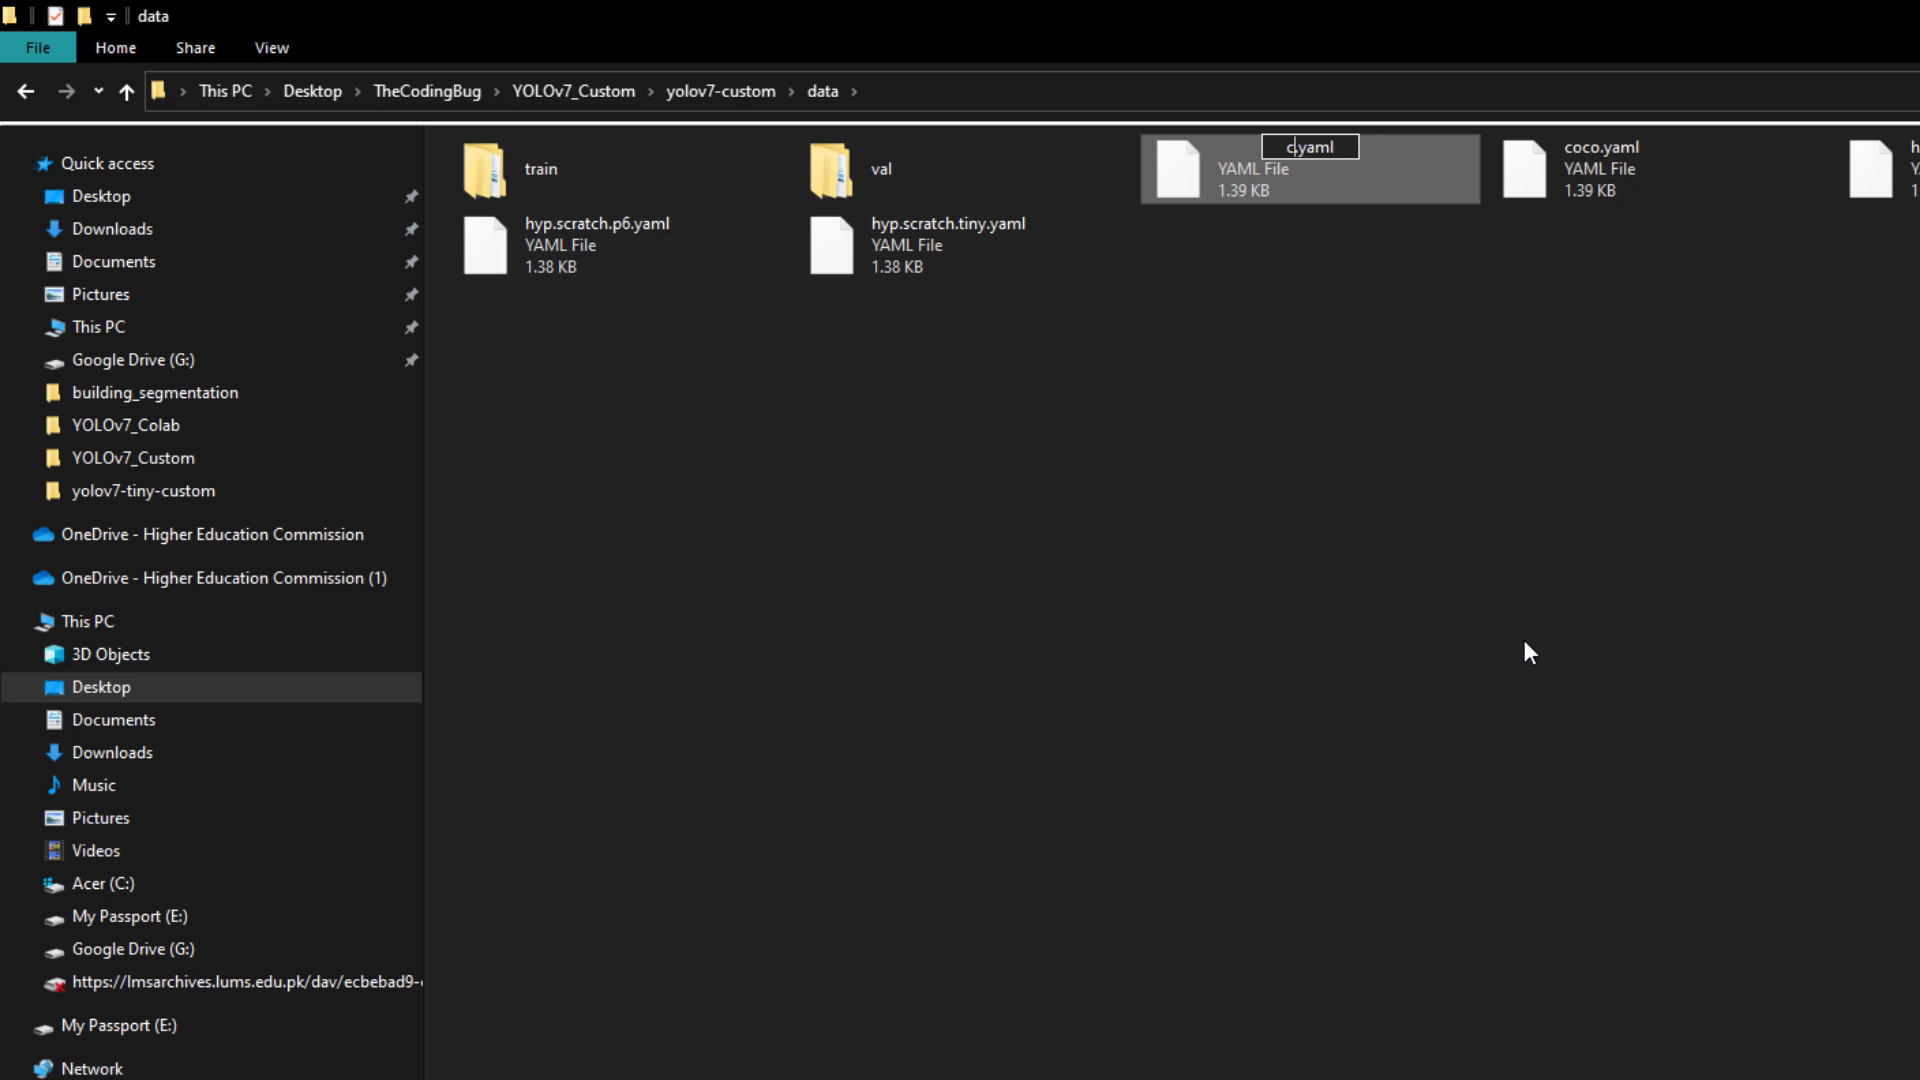 data
File Home Share View
This PC Desktop TheCodingBug YOLOv7_Custom yolov7-custom data
Quick access
Desktop
Downloads
Documents
Pictures
This PC
Google Drive (G:)
building_segmentation
YOLOv7_Colab
YOLOv7_Custom
yolov7-tiny-custom
OneDrive - Higher Education Commission
OneDrive - Higher Education Commission (1)
This PC
3D Objects
Desktop
Documents
Downloads
Music
Pictures
Videos
Acer (C:)
My Passport (E:)
Google Drive (G:)
https://lmsarchives.lums.edu.pk/dav/ecbebad9-
My Passport (E:)
Network
train
val
c.yaml
YAML File
1.39 KB
coco.yaml
YAML File
1.39 KB
hyp.scratch.p6.yaml
YAML File
1.38 KB
hyp.scratch.tiny.yaml
YAML File
1.38 KB